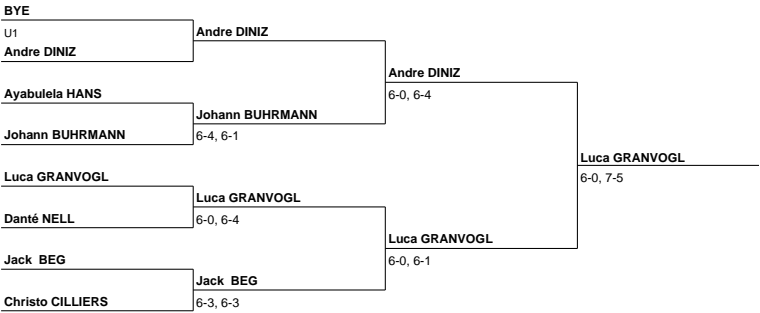 BYE
U1
Andre DINIZ
Andre DINIZ
Ayabulela HANS
Johann BUHRMANN
Johann BUHRMANN
6-4, 6-1
Andre DINIZ
6-0, 6-4
Luca GRANVOGL
Danté NELL
Luca GRANVOGL
6-0, 6-4
Jack  BEG
Christo CILLIERS
Jack  BEG
6-3, 6-3
Luca GRANVOGL
6-0, 6-1
Luca GRANVOGL
6-0, 7-5